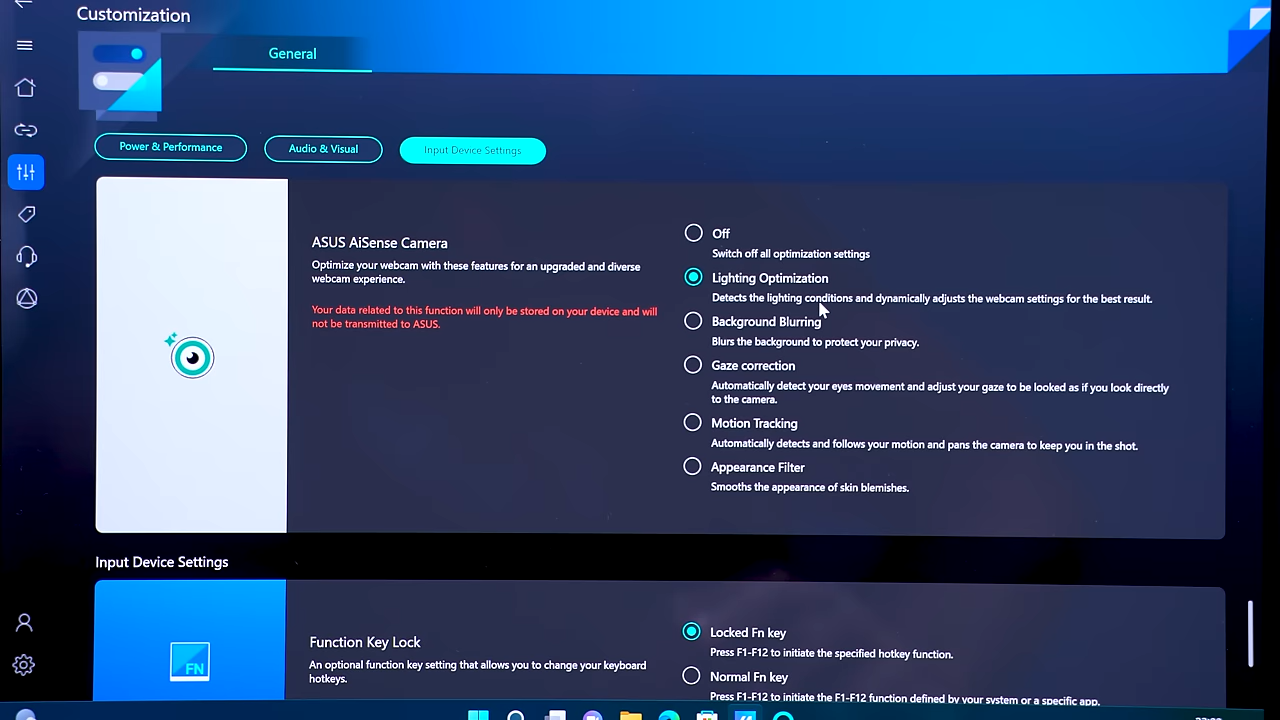 Customization
General
Power & Performance
Audio & Visual
Input Device Settings
ASUS AiSense Camera
Optimize your webcam with these features for an upgraded and diverse
webcam experience.
Your data related to this function will only be stored on your device and will
not be transmitted to ASUS.
Off
Switch off all optimization settings
Lighting Optimization
Detects the lighting conditions and dynamically adjusts the webcam settings for the best result.
Background Blurring
Blurs the background to protect your privacy.
Gaze correction
Automatically detect your eyes movement and adjust your gaze to be looked as if you look directly
to the camera.
Motion Tracking
Automatically detects and follows your motion and pans the camera to keep you in the shot.
Appearance Filter
Smooths the appearance of skin blemishes.
Input Device Settings
FN
Function Key Lock
An optional function key setting that allows you to change your keyboard
hotkeys.
Locked Fn key
Press F1-F12 to initiate the specified hotkey function.
Normal Fn key
Press F1-F12 to initiate the F1-F12 function defined by your system or a specific app.